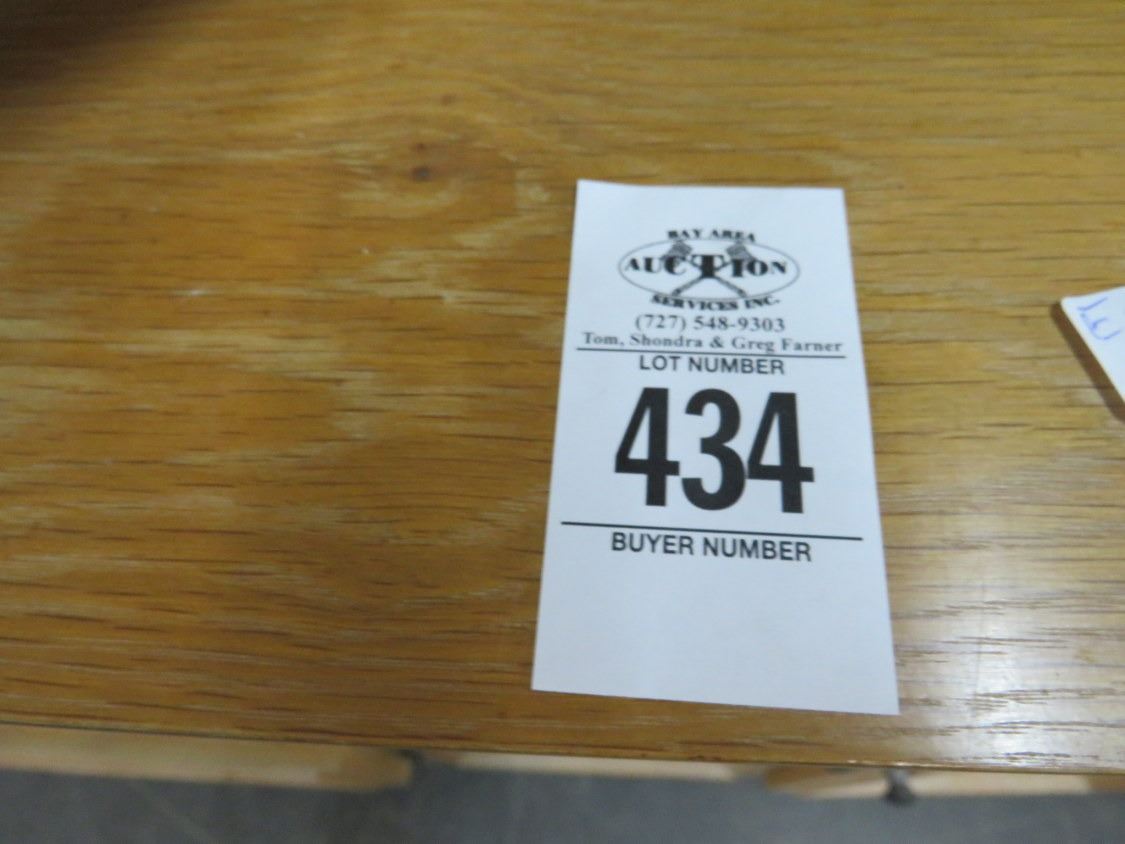 BAY AREA
AUCTION
SERVICES INC.
(727) 548-9303
Tom, Shondra & Greg Farner
LOT NUMBER
434
BUYER NUMBER